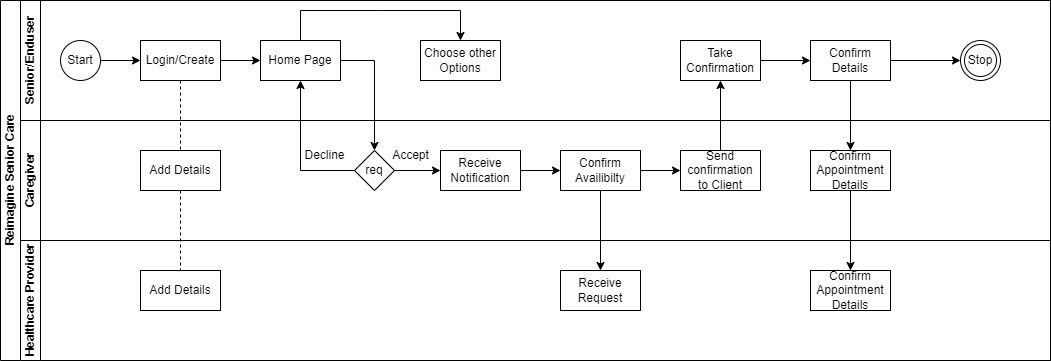 Reimagine Senior Care
Senior/Enduser
Start
Login/Create
Home Page
Choose other
Options
Take
Confirmation
Confirm
Details
Stop
Caregiver
Add Details
Decline
req
Accept
Receive
Notification
Confirm
Availibilty
Send
confirmation
to Client
Confirm
Appointment
Details
Healthcare Provider
Add Details
Receive
Request
Confirm
Appointment
Details